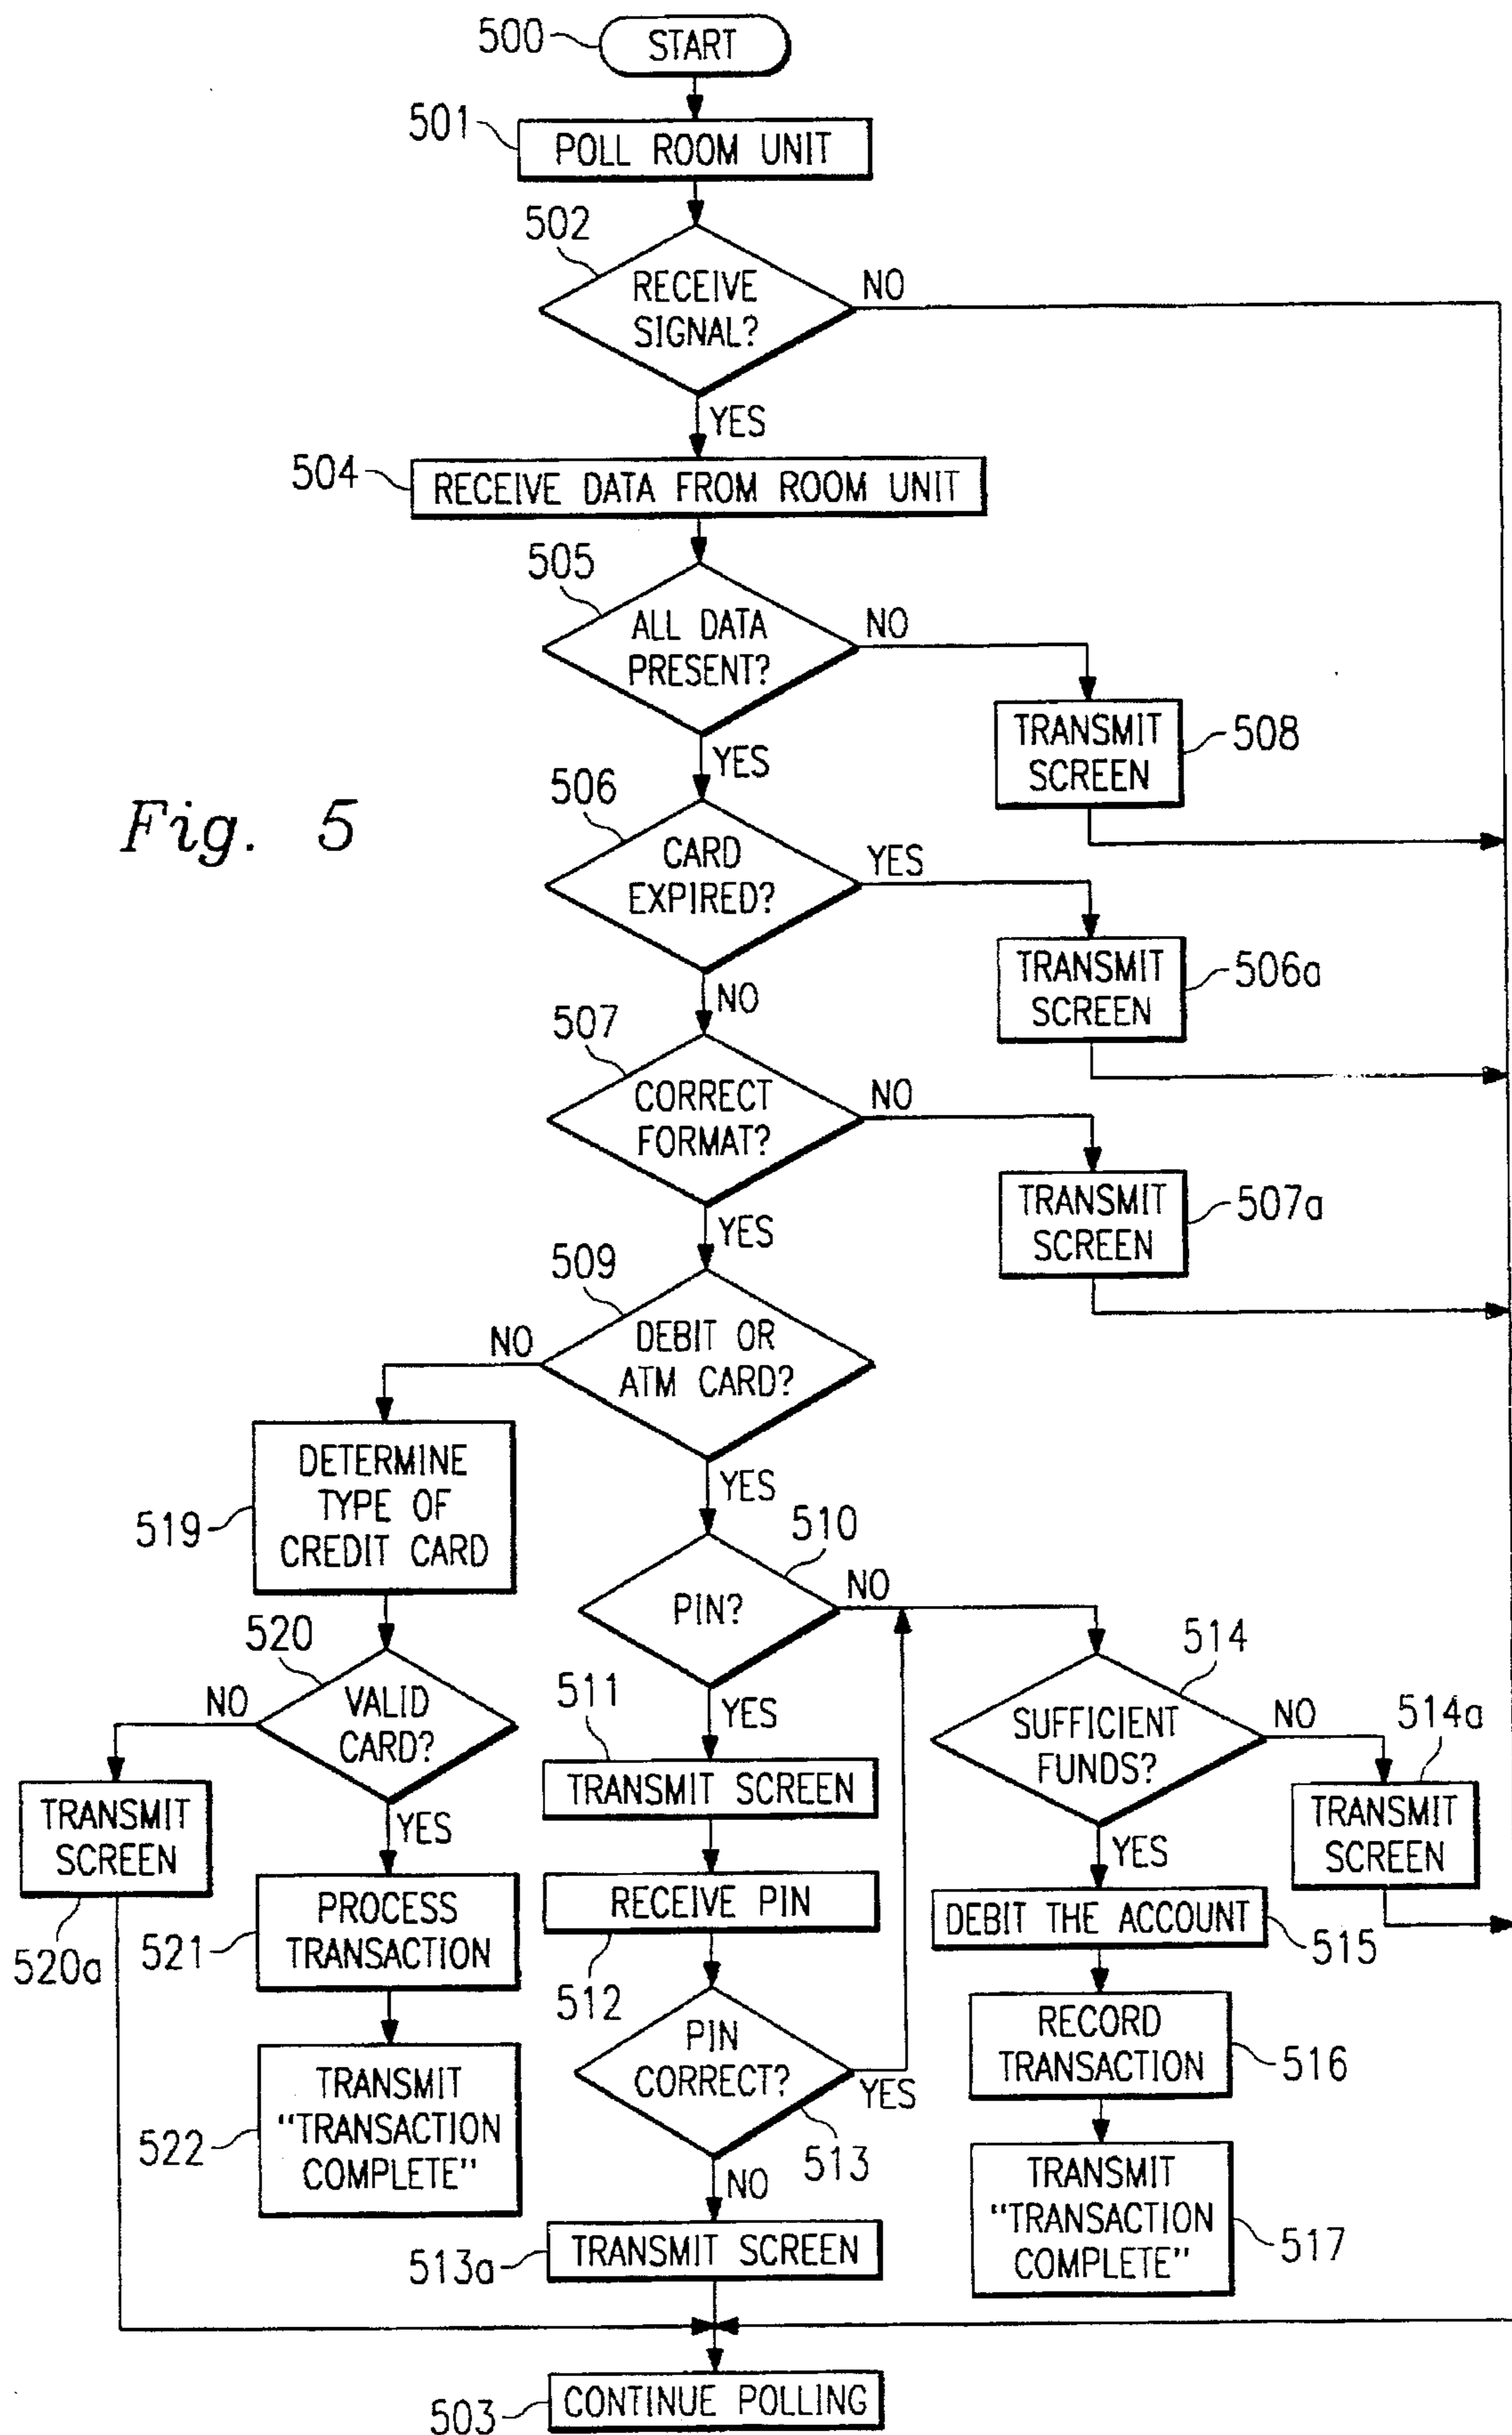 500
START
501
POLL ROOM UNIT
502
RECEIVE
SIGNAL?
NO
YES
504
RECEIVE DATA FROM ROOM UNIT
505
ALL DATA
PRESENT?
NO
YES
TRANSMIT
SCREEN
508
Fig. 5
506
CARD
EXPIRED?
YES
NO
TRANSMIT
SCREEN
506a
507
CORRECT
FORMAT?
NO
YES
TRANSMIT
SCREEN
507a
509
DEBIT OR
ATM CARD?
NO
YES
DETERMINE
TYPE OF
CREDIT CARD
519
510
PIN?
NO
YES
520
VALID
CARD?
NO
YES
TRANSMIT
SCREEN
520a
521
PROCESS
TRANSACTION
522
TRANSMIT
"TRANSACTION
COMPLETE"
511
TRANSMIT SCREEN
RECEIVE PIN
512
PIN
CORRECT?
YES
513
NO
TRANSMIT SCREEN
513a
514
SUFFICIENT
FUNDS?
NO
YES
514a
TRANSMIT
SCREEN
DEBIT THE ACCOUNT
515
RECORD
TRANSACTION
516
TRANSMIT
"TRANSACTION
COMPLETE"
517
503
CONTINUE POLLING